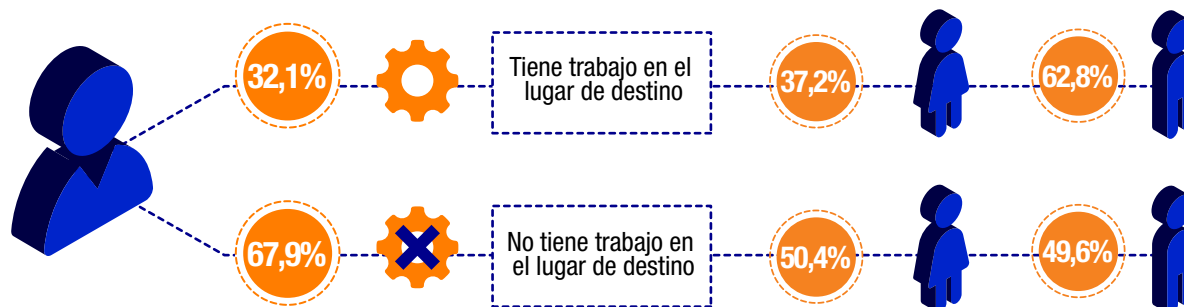 32,1%
Tiene trabajo en el
lugar de destino
37,2%
62,8%
67,9%
No tiene trabajo en
el lugar de destino
50,4%
49,6%